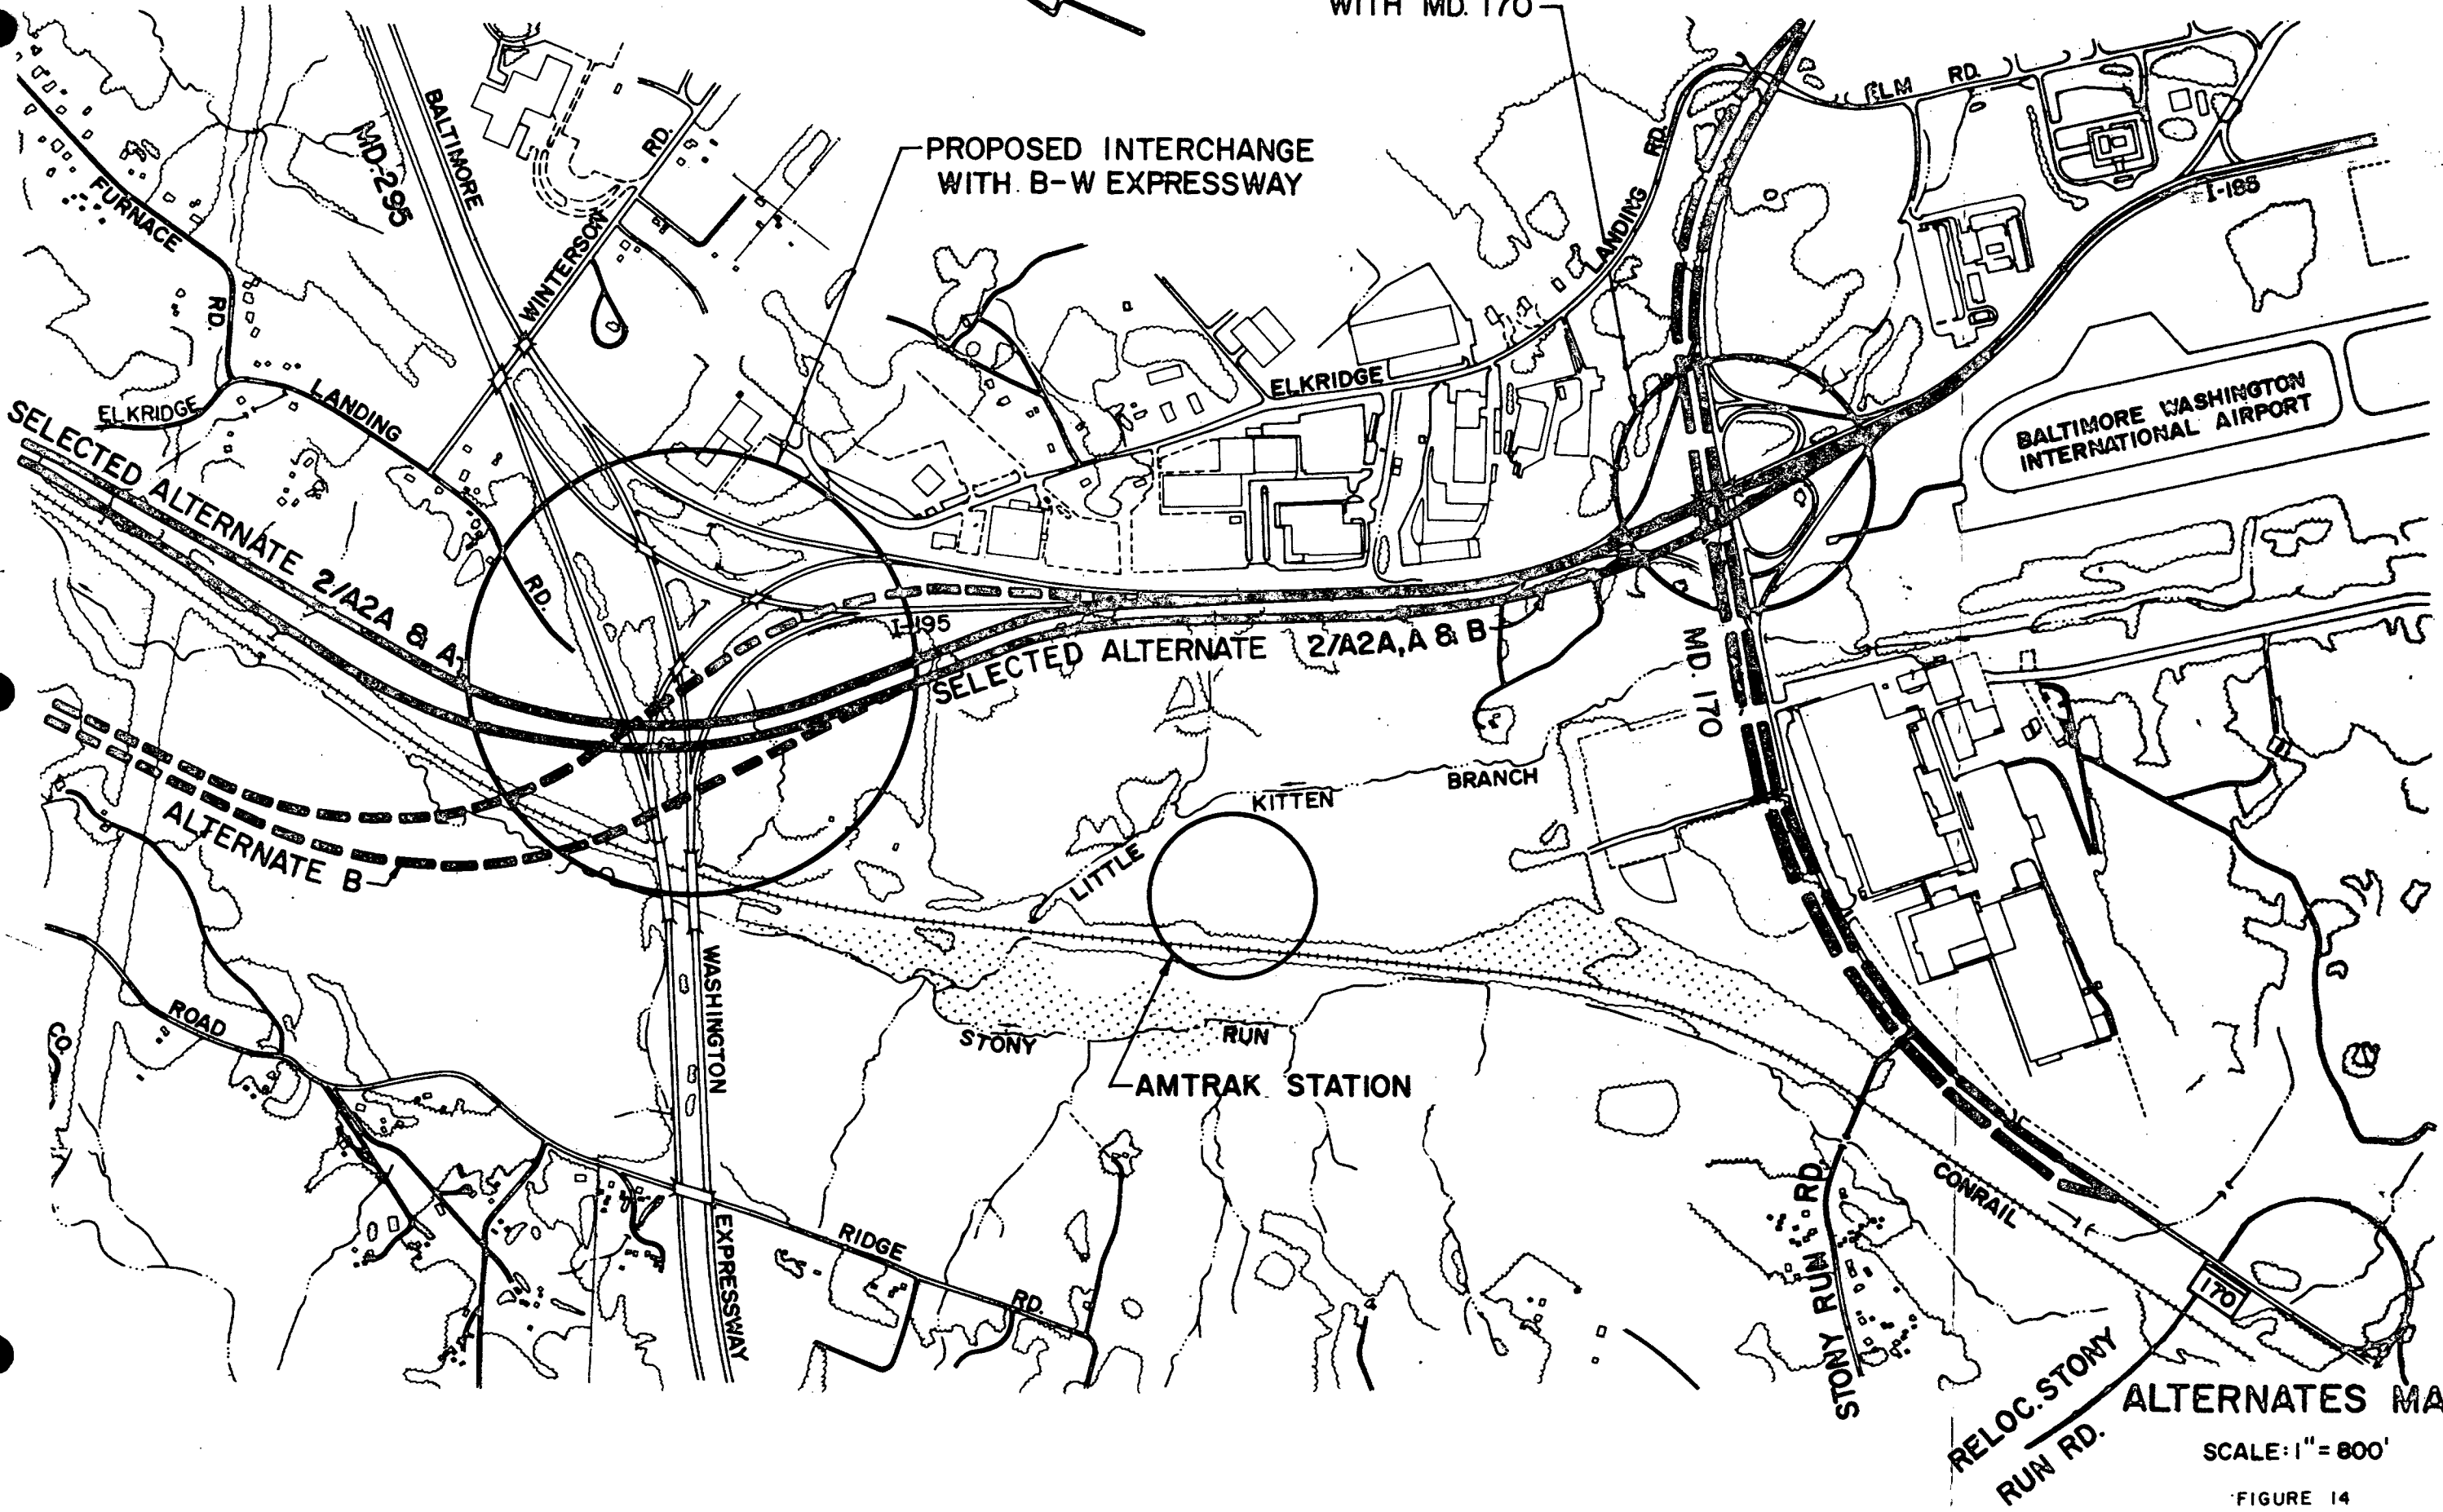 WITH MD. 170
ELM RD.
BALTIMORE
MD. 295
RD.
PROPOSED INTERCHANGE
WITH B-W EXPRESSWAY
RD.
LANDING
I-195
FURNACE
RD.
WINTERSON
ELKRIDGE
LANDING
ELKRIDGE
BALTIMORE WASHINGTON
INTERNATIONAL AIRPORT
SELECTED ALTERNATE 2/A2A & A
RD.
I-195
SELECTED ALTERNATE 2/A2A, A & B
MD. 170
ALTERNATE B
KITTEN
BRANCH
LITTLE
WASHINGTON
ROAD
CO.
STONY
RUN
AMTRAK STATION
CONRAIL
STONY RUN RD.
EXPRESSWAY
RIDGE
RD.
170
RELOC. STONY
RUN RD.
ALTERNATES MA
SCALE: 1" = 800'
FIGURE 14